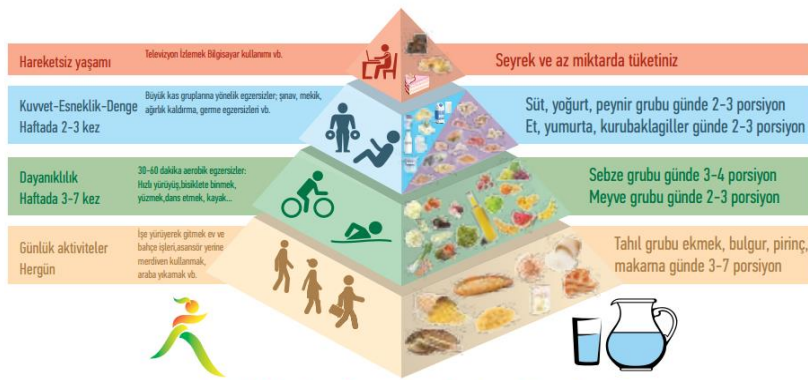 Hareketsiz yaşamı
Televizyon İzlemek Bilgisayar kullanımı vb.
Seyrek ve az miktarda tüketiniz
Kuvvet-Esneklik-Denge
Haftada 2-3 kez
Büyük kas gruplarına yönelik egzersizler; şınav, mekik,
ağırlık kaldırma, germe egzersizleri vb.
Süt, yoğurt, peynir grubu günde 2-3 porsiyon
Et, yumurta, kurubaklagiller günde 2-3 porsiyon
Dayanıklılık
Haftada 3-7 kez
30-60 dakika aerobik egzersizler:
Hızlı yürüyüş,bisiklete binmek,
yüzmek,dans etmek, kayak...
Sebze grubu günde 3-4 porsiyon
Meyve grubu günde 2-3 porsiyon
Günlük aktiviteler
Hergün
İşe yürüyerek gitmek ev ve
bahçe işleri,asansör yerine
merdiven kullanmak,
araba yıkamak vb.
Tahıl grubu ekmek, bulgur, pirinç,
makarna günde 3-7 porsiyon